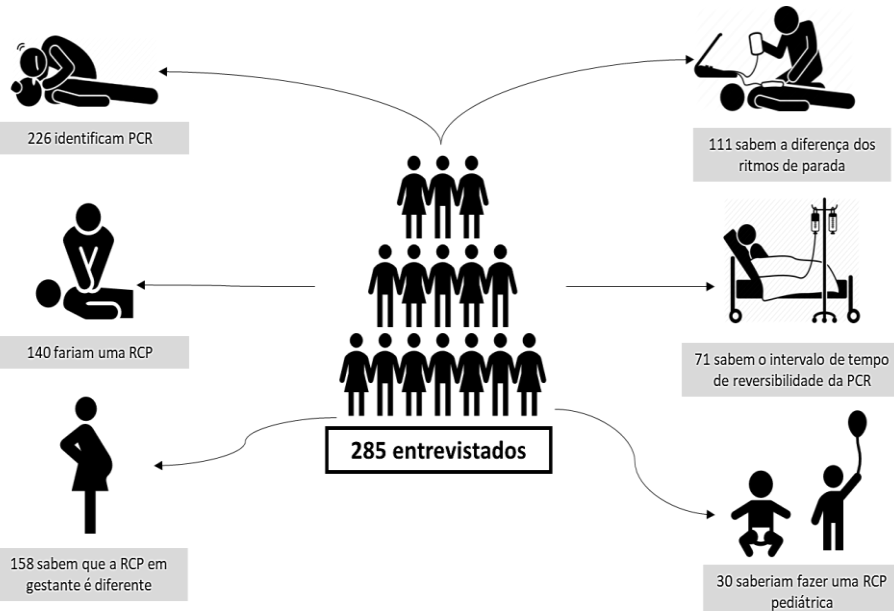 226 identificam PCR
111 sabem a diferença dos
ritmos de parada
140 fariam uma RCP
71 sabem o intervalo de tempo
de reversibilidade da PCR
285 entrevistados
158 sabem que a RCP em
gestante é diferente
30 saberiam fazer uma RCP
pediátrica